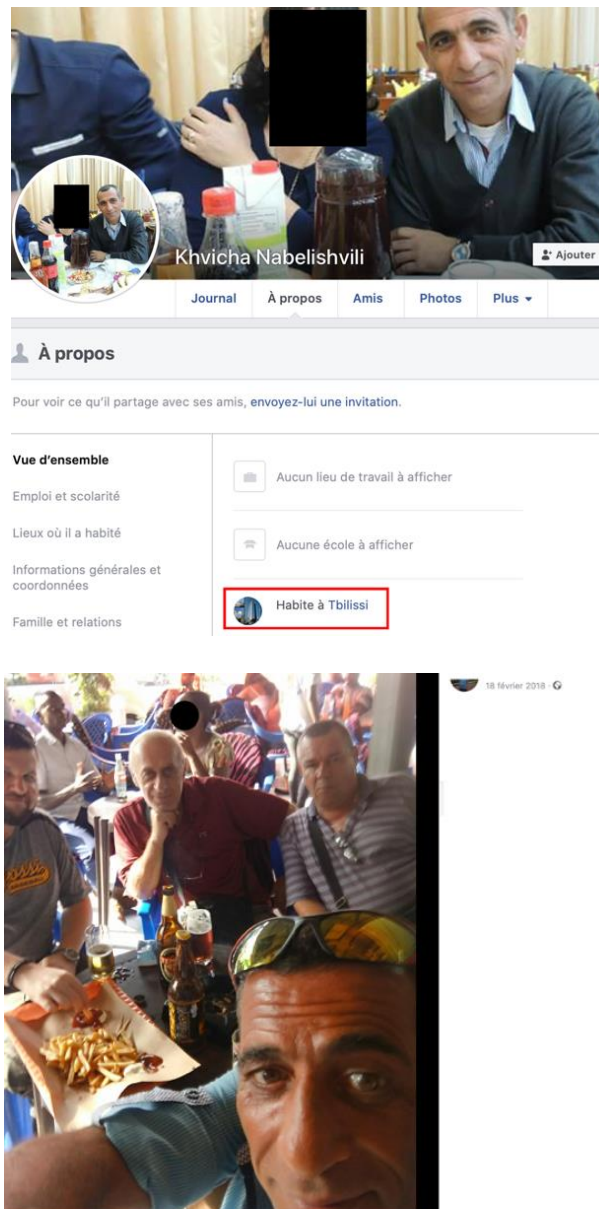 Khvicha Nabelishvili
Ajouter
Journal À propos Amis Photos Plus
À propos
Pour voir ce qu'il partage avec ses amis, envoyez-lui une invitation.
Vue d'ensemble
Emploi et scolarité
Lieux où il a habité
Informations générales et
coordonnées
Famille et relations
Aucun lieu de travail à afficher
Aucune école à afficher
Habite à Tbilissi
18 février 2018 ·